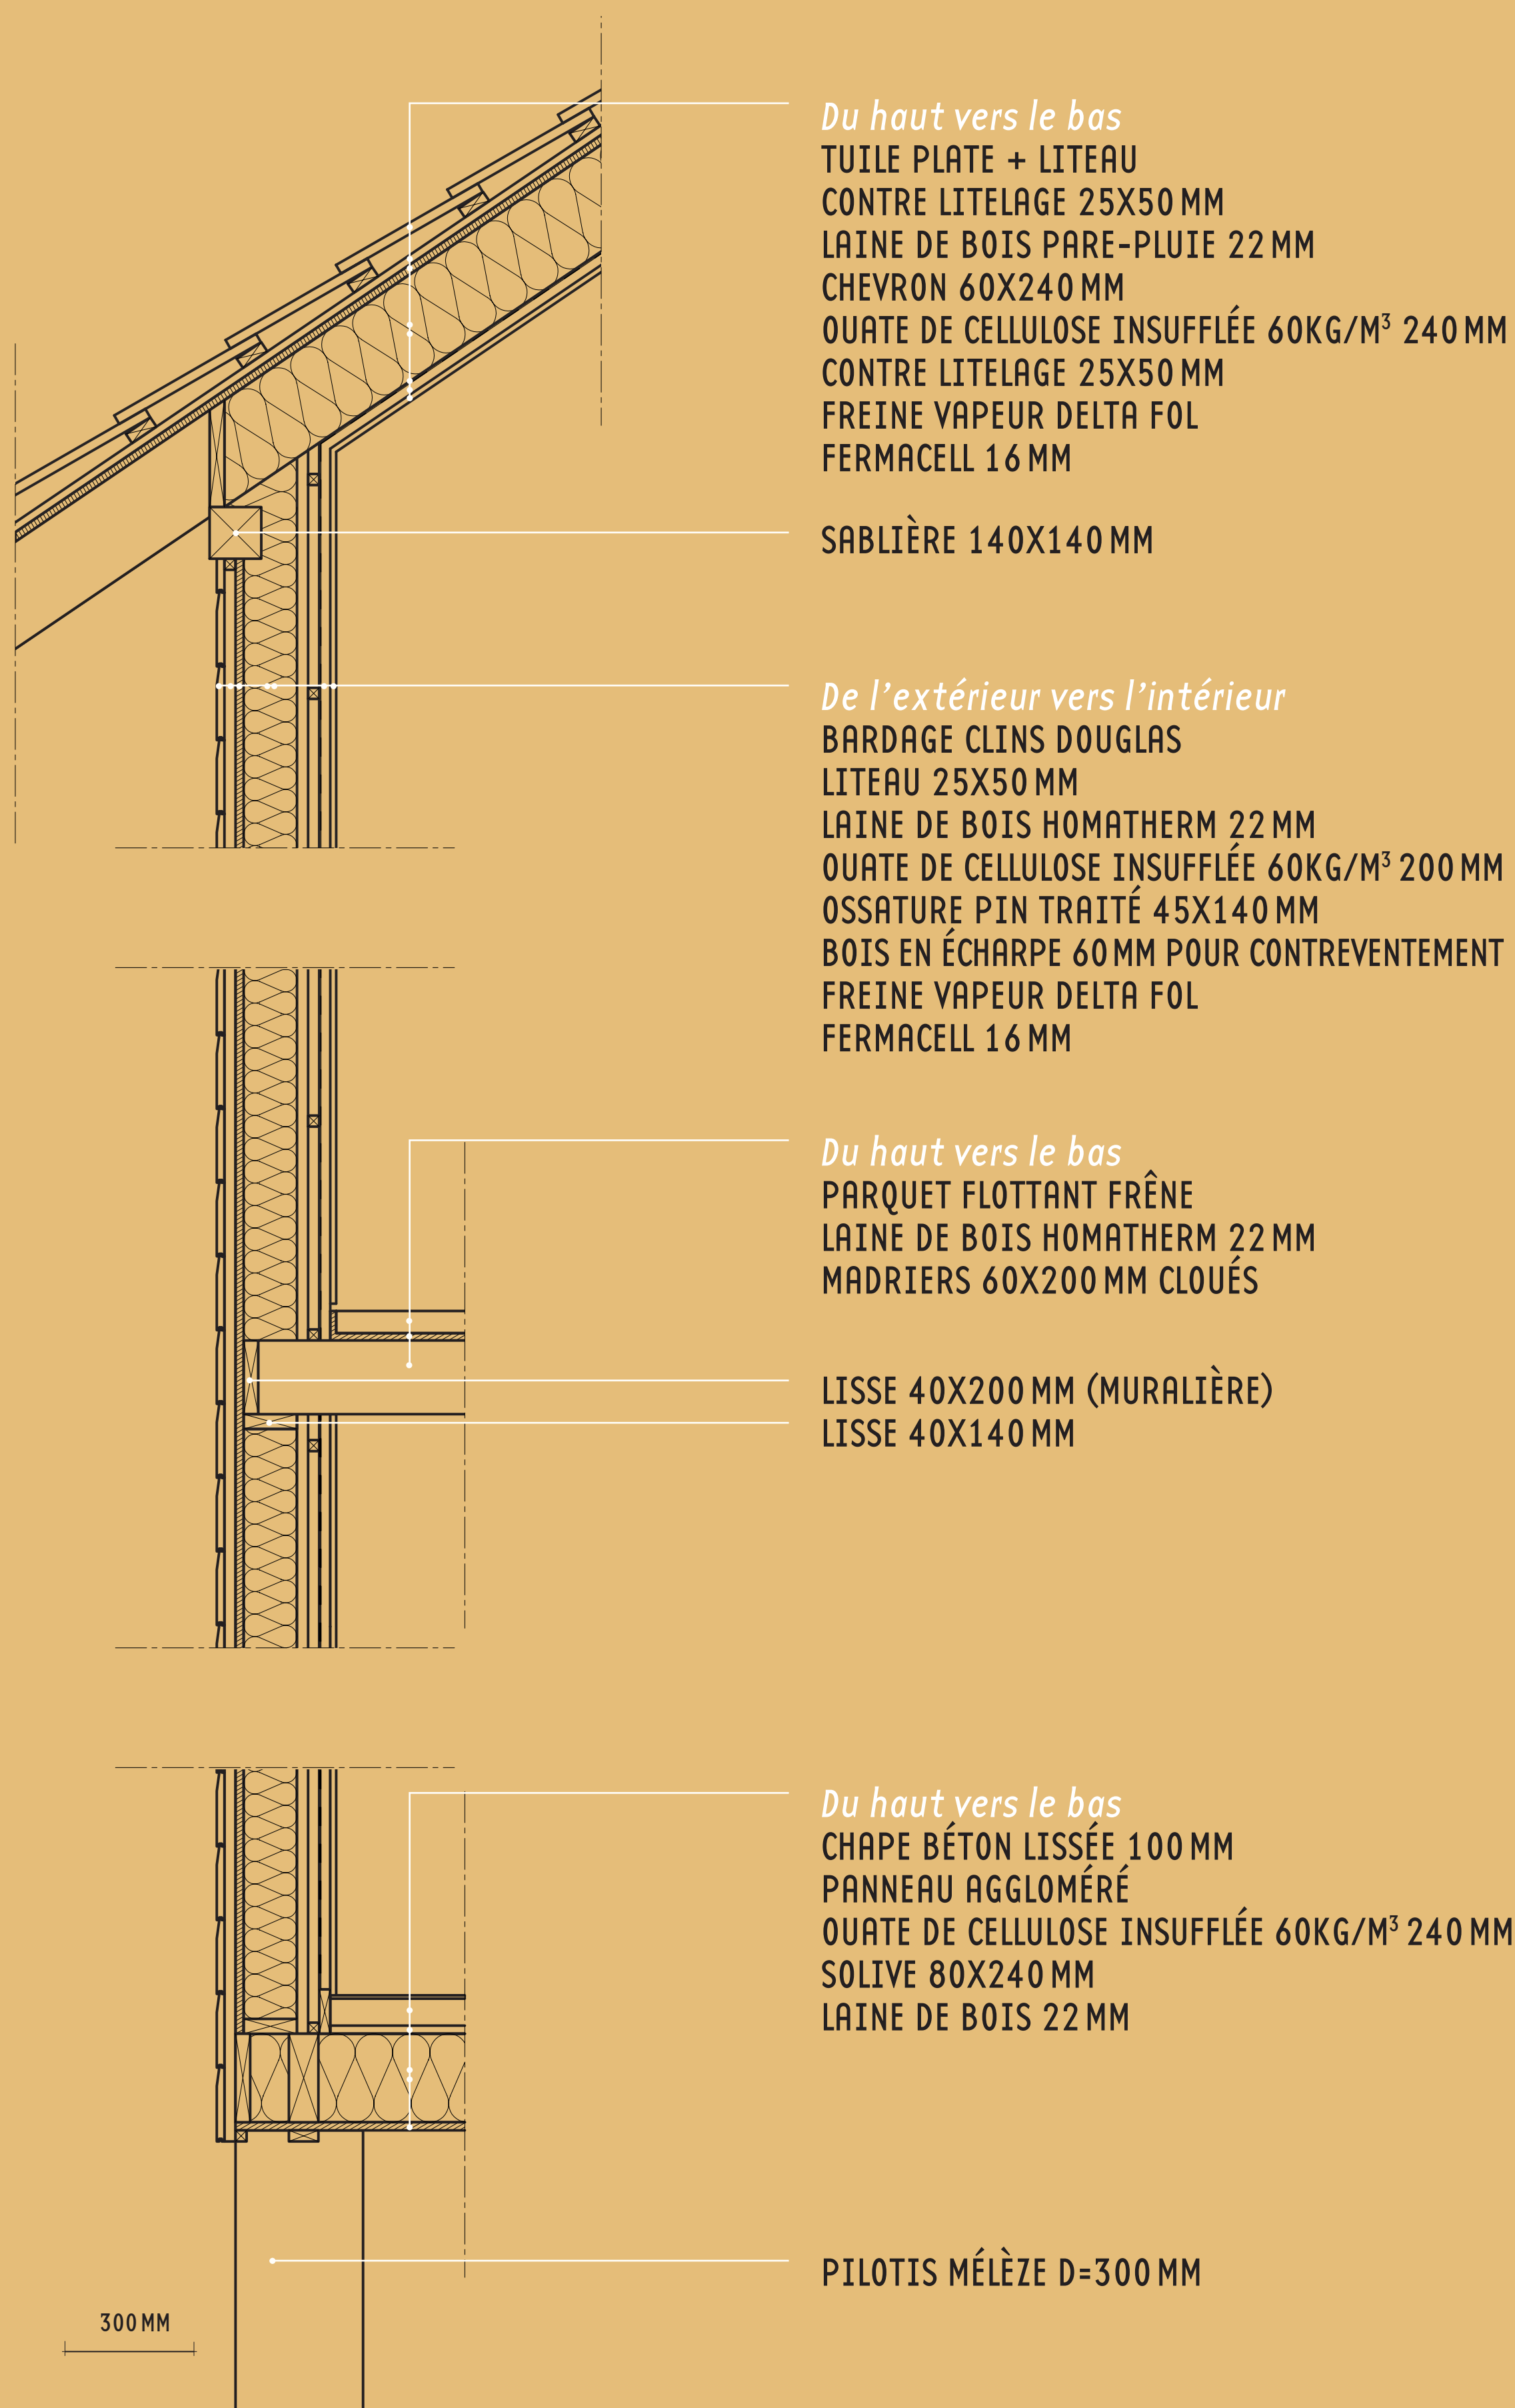 Du haut vers le bas
TUILE PLATE + LITEAU
CONTRE LITELAGE 25X50 MM
LAINE DE BOIS PARE-PLUIE 22 MM
CHEVRON 60X240 MM
OUATE DE CELLULOSE INSUFFLÉE 60KG/M³ 240 MM
CONTRE LITELAGE 25X50 MM
FREINE VAPEUR DELTA FOL
FERMACELL 16 MM
SABLIÈRE 140X140 MM
De l’extérieur vers l’intérieur
BARDAGE CLINS DOUGLAS
LITEAU 25X50 MM
LAINE DE BOIS HOMATHERM 22 MM
OUATE DE CELLULOSE INSUFFLÉE 60KG/M³ 200 MM
OSSATURE PIN TRAITÉ 45X140 MM
BOIS EN ÉCHARPE 60 MM POUR CONTREVENTEMENT
FREINE VAPEUR DELTA FOL
FERMACELL 16 MM
Du haut vers le bas
PARQUET FLOTTANT FRÊNE
LAINE DE BOIS HOMATHERM 22 MM
MADRIERS 60X200 MM CLOUÉS
LISSE 40X200 MM (MURALIÈRE)
LISSE 40X140 MM
Du haut vers le bas
CHAPE BÉTON LISSÉE 100 MM
PANNEAU AGGLOMÉRÉ
OUATE DE CELLULOSE INSUFFLÉE 60KG/M³ 240 MM
SOLIVE 80X240 MM
LAINE DE BOIS 22 MM
PILOTIS MÉLÈZE D=300 MM
300 MM